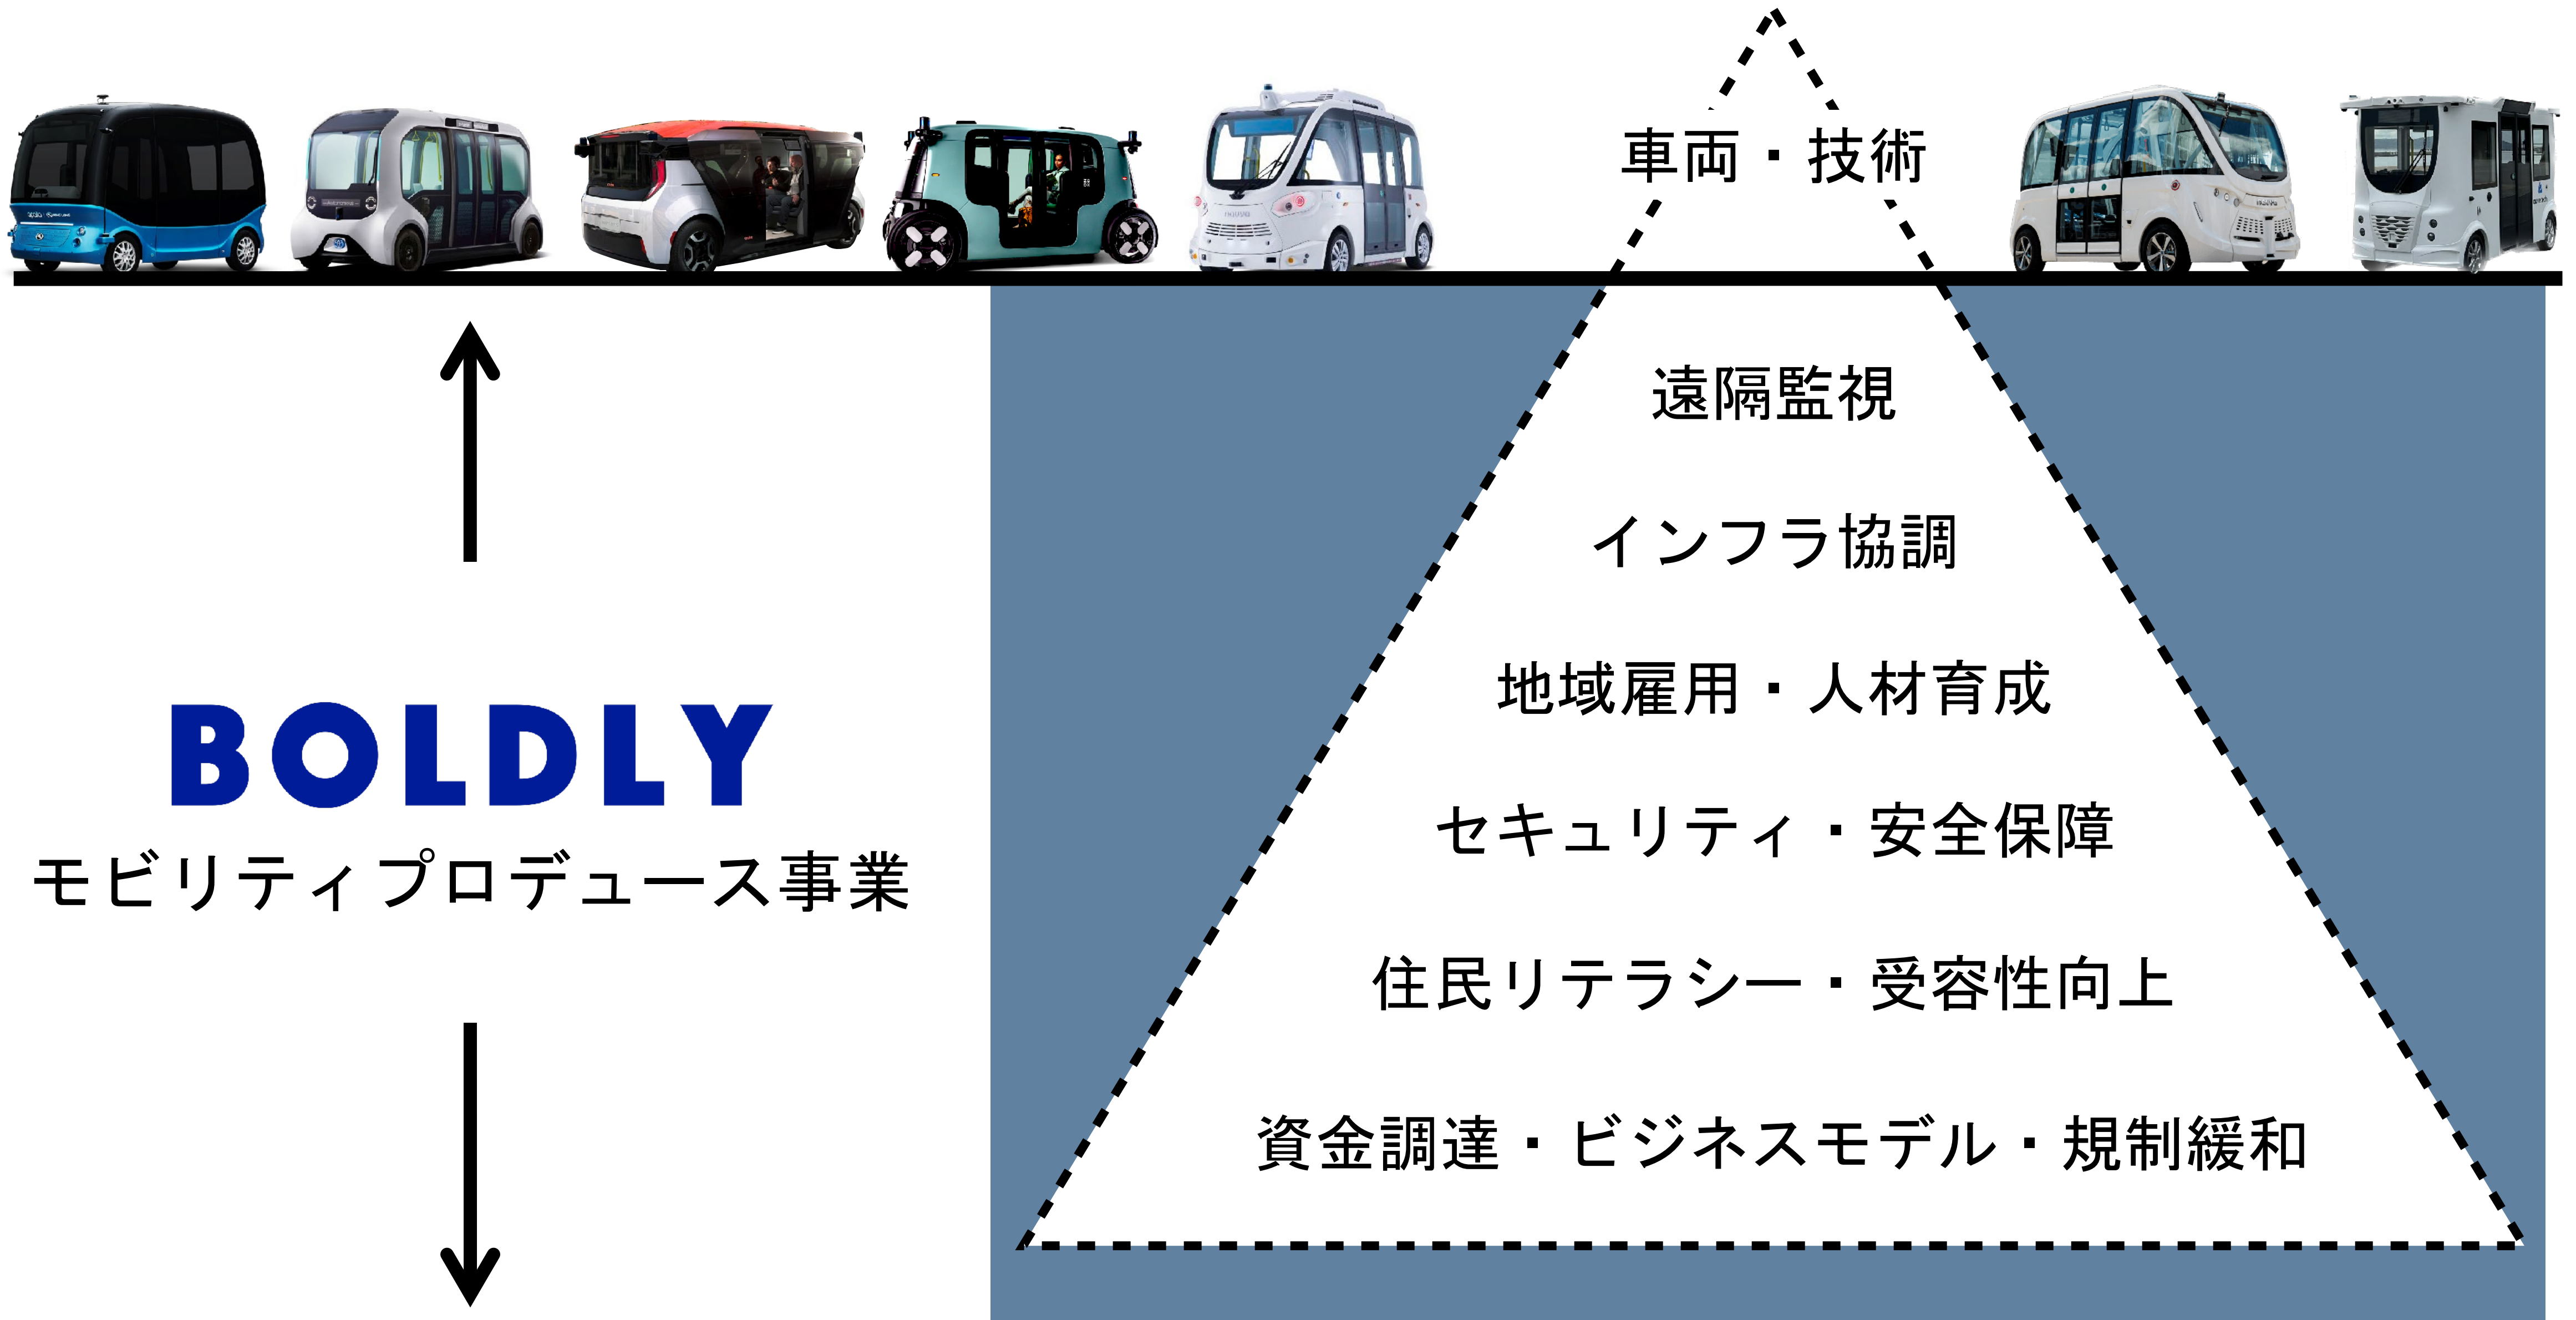 車両・技術
遠隔監視
インフラ協調
地域雇用・人材育成
セキュリティ・安全保障
住民リテラシー・受容性向上
資金調達・ビジネスモデル・規制緩和
BOLDLY
モビリティプロデュース事業